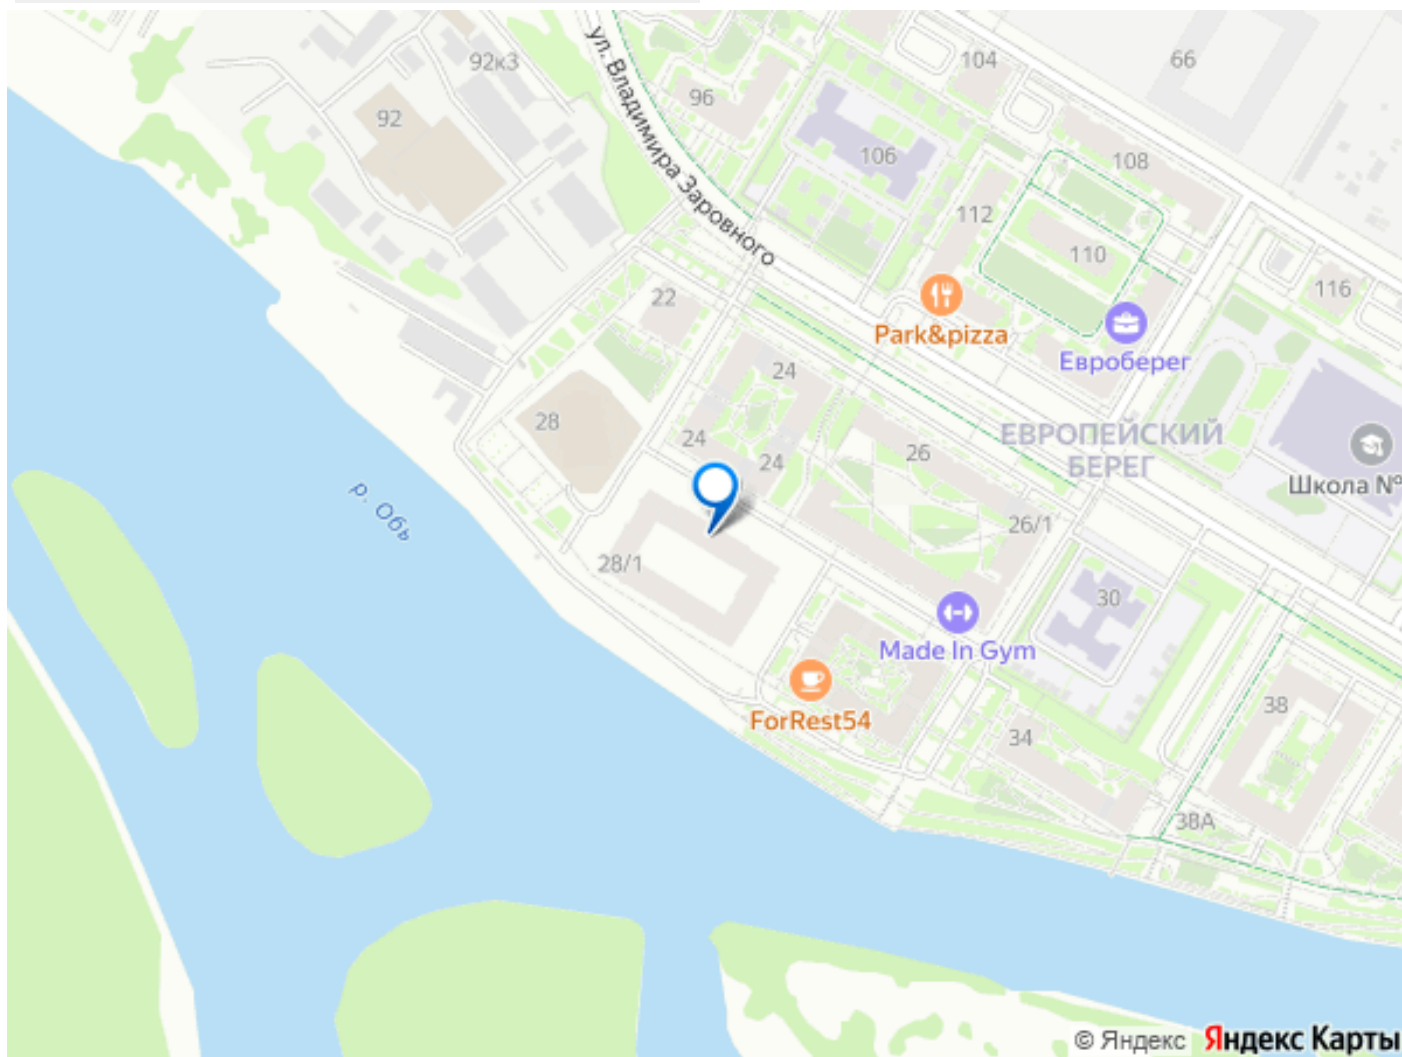 92к3
104
66
ул. Владимира Заровного
96
92
106
108
112
110
22
116
Park&pizza
Евроберег
24
28
24
24
26
ЕВРОПЕЙСКИЙ
БЕРЕГ
Школа №
р. Обь
26/1
28/1
30
Made In Gym
ForRest54
38
34
38А
© Яндекс Яндекс Карты